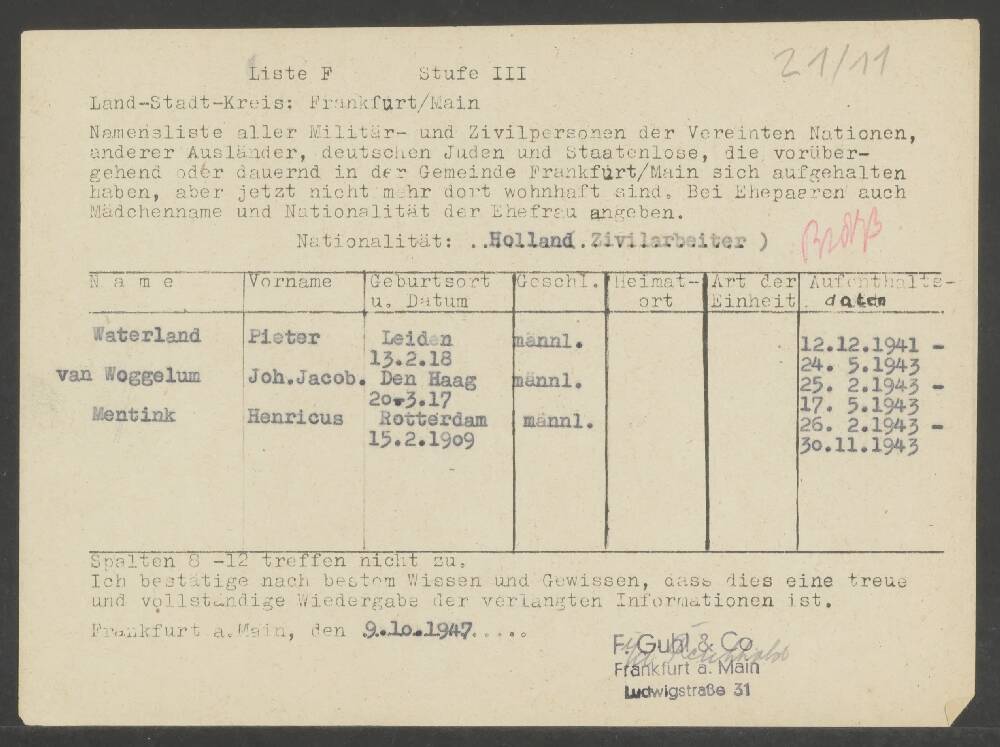 21/11
Liste F Stufe III
Land-Stadt-Kreis: Frankfurt/Main
Namensliste aller Militär- und Zivilpersonen der Vereinten Nationen,
anderer Ausländer, deutschen Juden und Staatenlose, die vorüber-
gehend oder dauernd in der Gemeinde Frankfurt/Main sich aufgehalten
haben, aber jetzt nicht mehr dort wohnhaft sind. Bei Ehepaaren auch
Mädchenname und Nationalität der Ehefrau angeben.
Nationalität: ..Holland(.Zivilarbeiter )
N a m e Vorname Geburtsort Geschl. Heimat- Art der Aufenthalts-
u. Datum ort Einheit daten
Waterland Pieter Leiden männl. 12.12.1941 -
13.2.18 24. 5.1943
van Woggelum Joh.Jacob. Den Haag männl. 25. 2.1943 -
20.3.17 17. 5.1943
Mentink Henricus Rotterdam männl. 26. 2.1943 -
15.2.1909 30.11.1943
Spalten 8 -12 treffen nicht zu.
Ich bestätige nach bestem Wissen und Gewissen, dass dies eine treue
und vollständige Wiedergabe der verlangten Informationen ist.
Frankfurt a.Main, den 9.10.1947.....
F. Guhl & Co
Frankfurt a. Main
Ludwigstraße 31